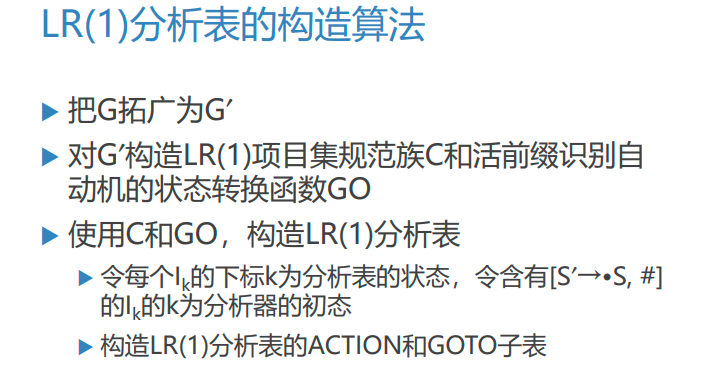 LR(1)分析表的构造算法
把G拓广为G′
对G′构造LR(1)项目集规范族C和活前缀识别自
动机的状态转换函数GO
使用C和GO，构造LR(1)分析表
令每个Ik的下标k为分析表的状态，令含有[S′→•S, #]
的Ik的k为分析器的初态
构造LR(1)分析表的ACTION和GOTO子表